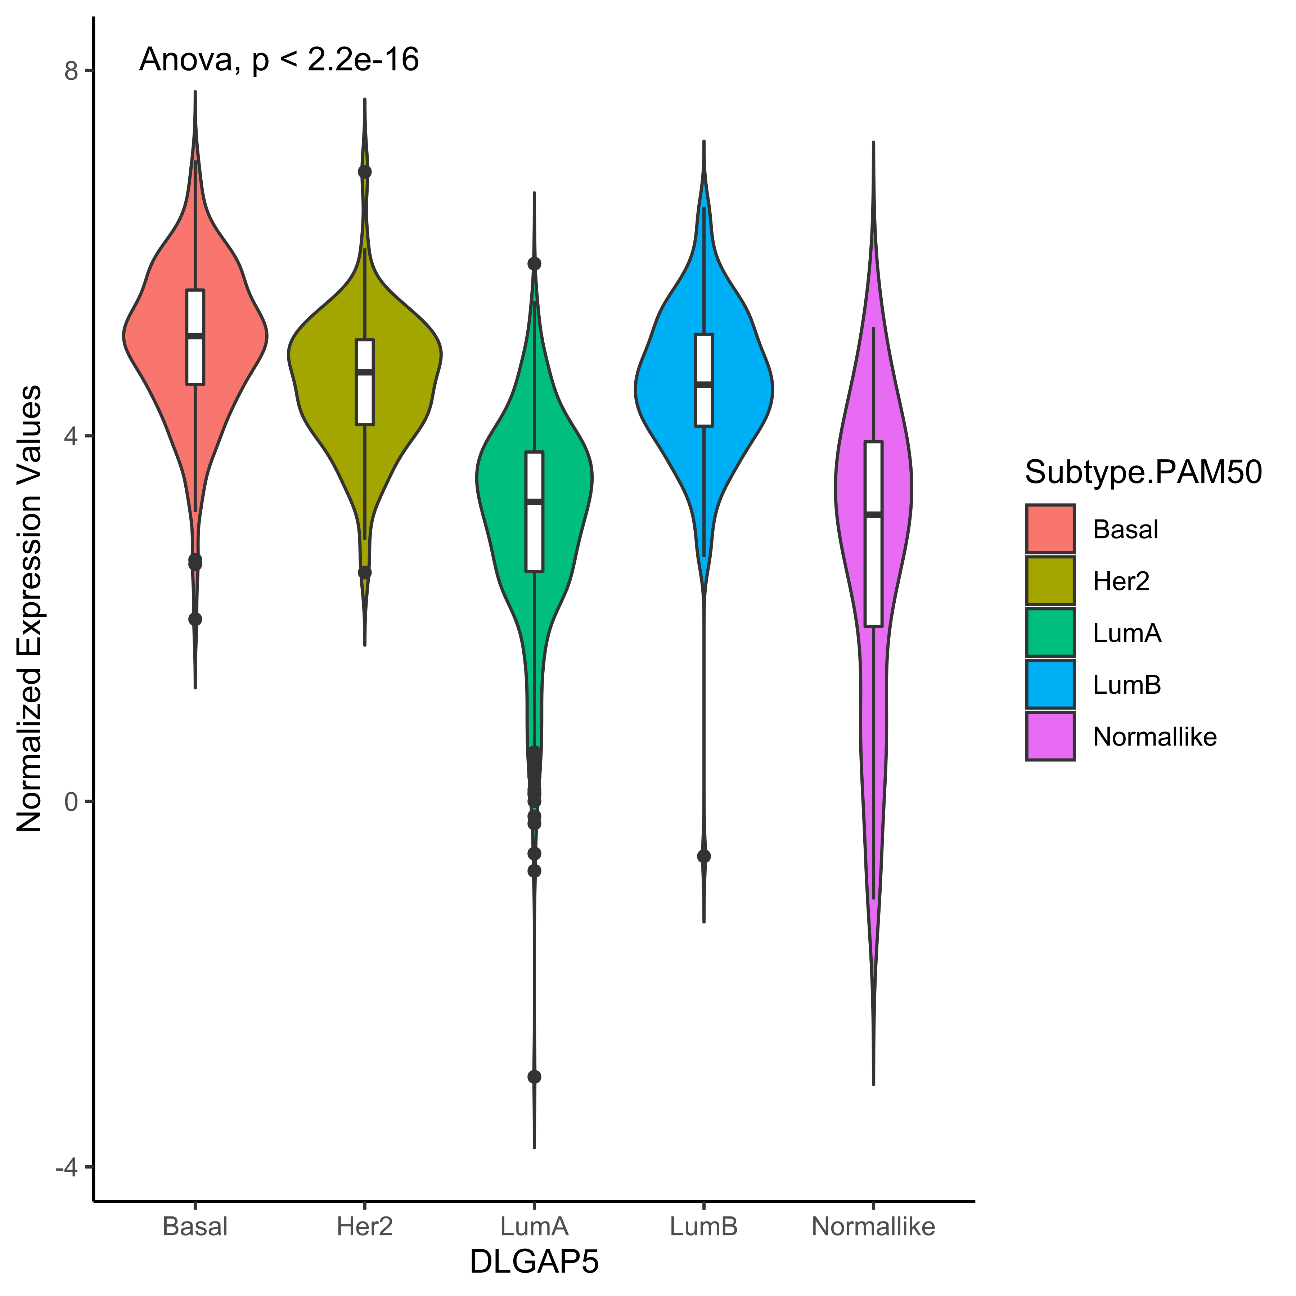 Anova, p < 2.2e-16
Normalized Expression Values
8
4
0
-4
Basal
Her2
LumA
LumB
Normallike
DLGAP5
Subtype.PAM50
Basal
Her2
LumA
LumB
Normallike